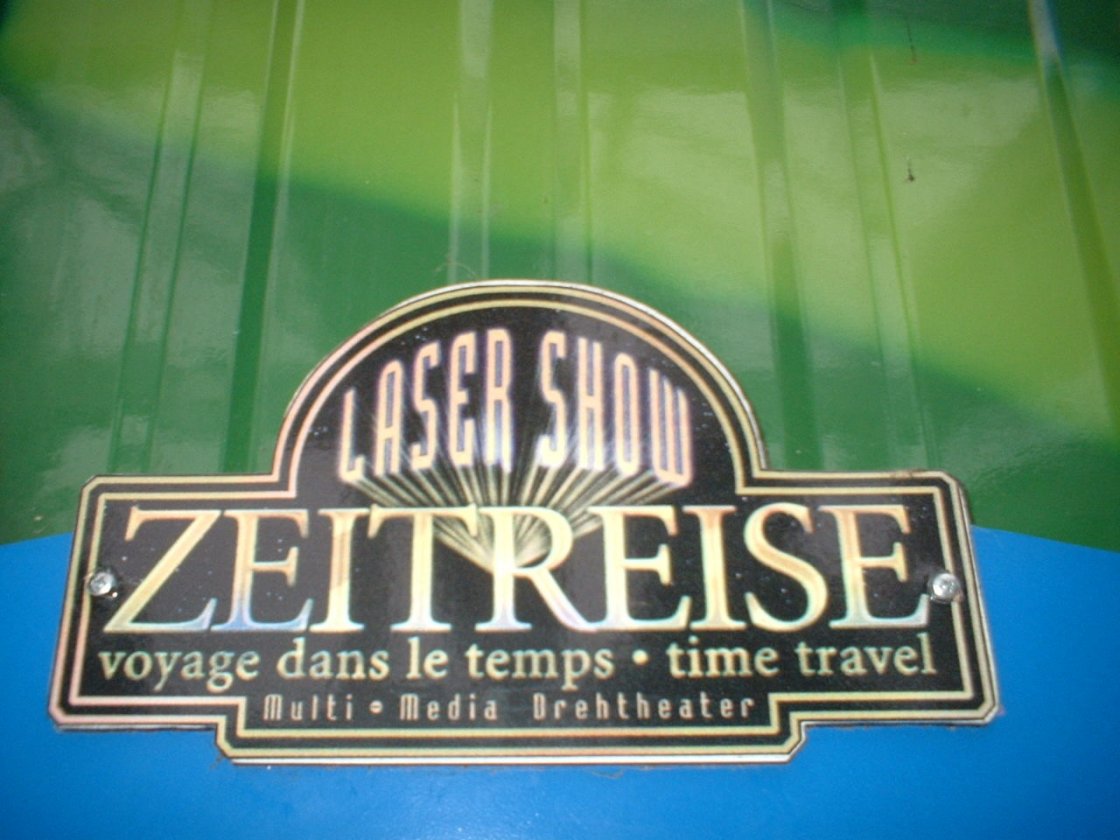 LASER SHOW
ZEITREISE
voyage dans le temps • time travel
Multi • Media Drehtheater